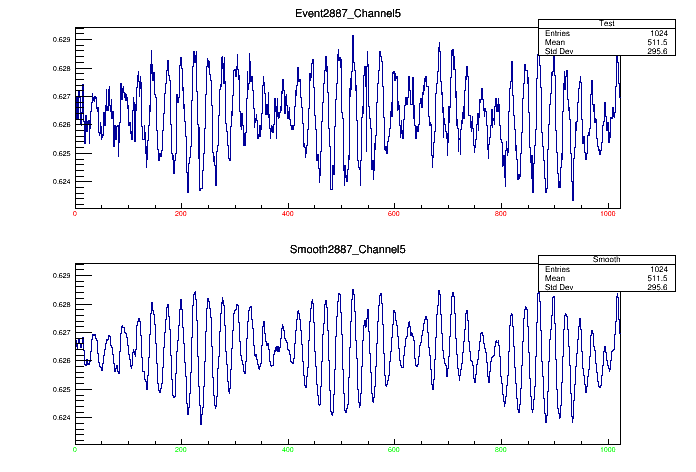 Event2887_Channel5
Test
Entries 1024
Mean 511.5
Std Dev 295.6
0.629
0.628
0.627
0.626
0.625
0.624
0 200 400 600 800 1000
Smooth2887_Channel5
Smooth
Entries 1024
Mean 511.5
Std Dev 295.6
0.629
0.628
0.627
0.626
0.625
0.624
0 200 400 600 800 1000